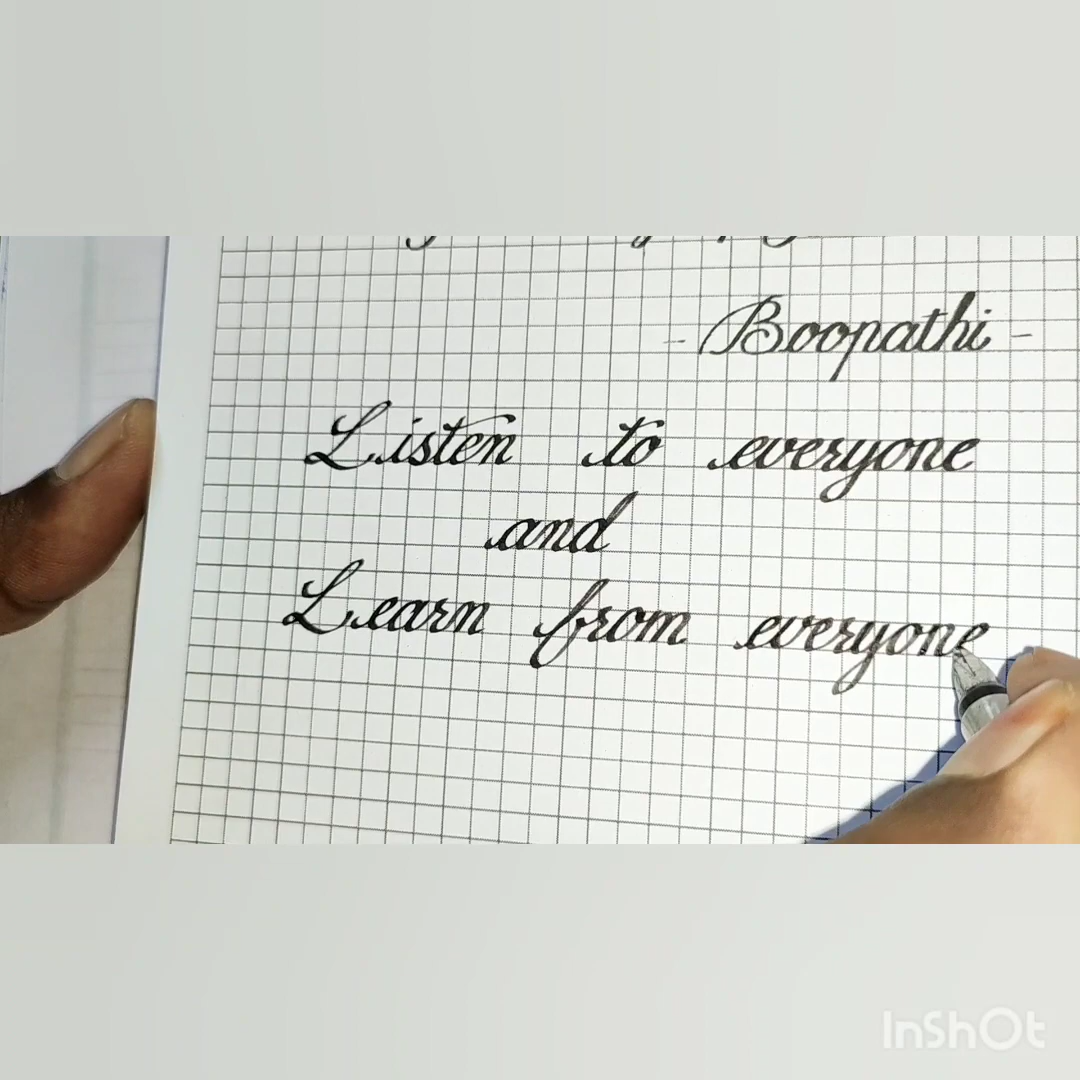 - Boopathi -
Listen to everyone
and
Learn from everyone
InShOt